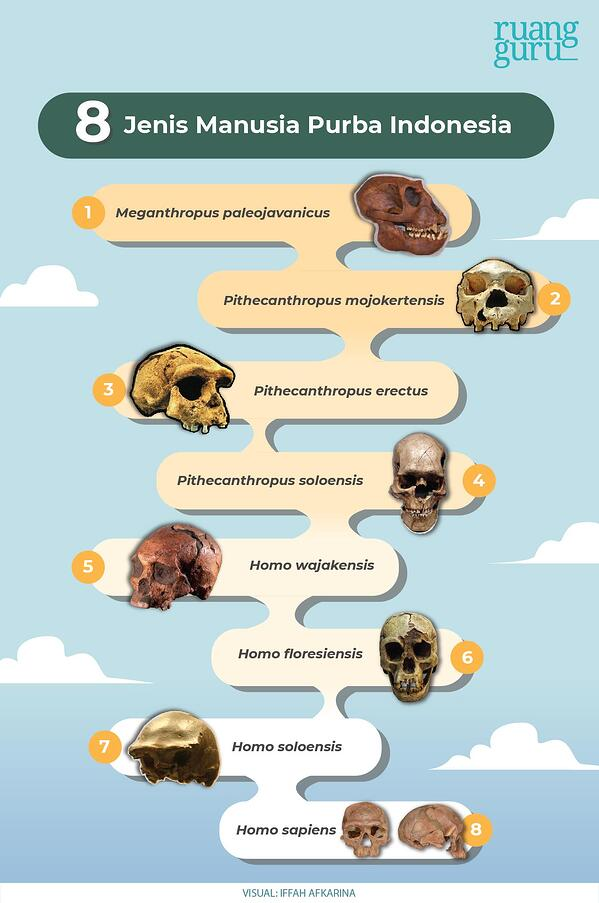 ruang
guru
8 Jenis Manusia Purba Indonesia
1 Meganthropus paleojavanicus
Pithecanthropus mojokertensis 2
3 Pithecanthropus erectus
Pithecanthropus soloensis 4
5 Homo wajakensis
Homo floresiensis 6
7 Homo soloensis
Homo sapiens 8
VISUAL: IFFAH AFKARINA